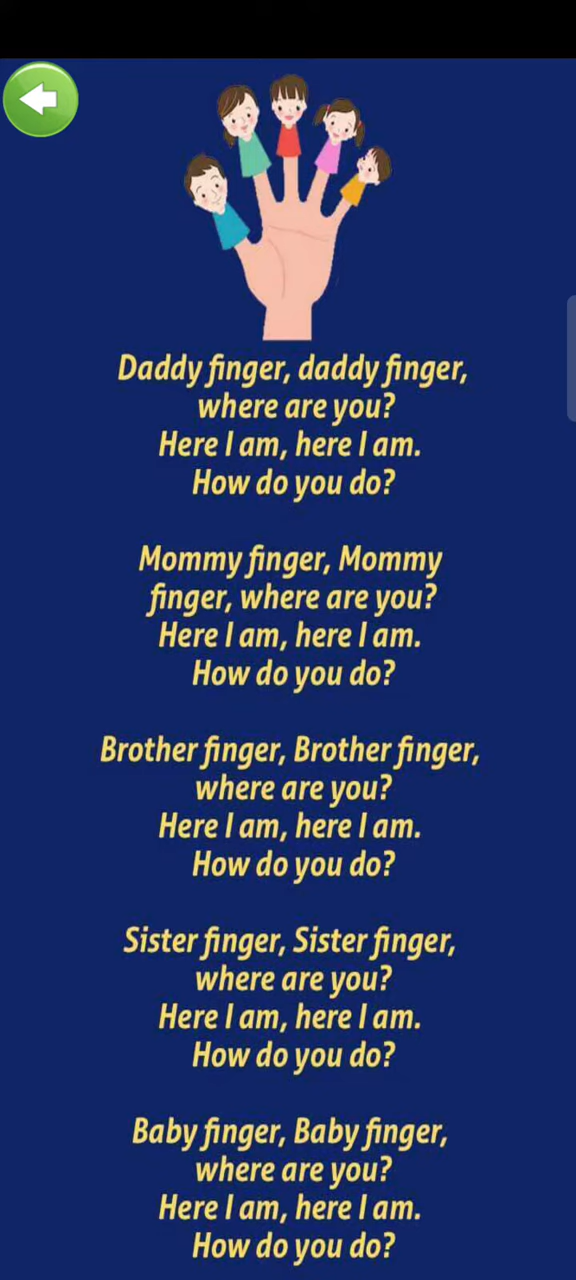 Daddy finger, daddy finger,
where are you?
Here I am, here I am.
How do you do?
Mommy finger, Mommy
finger, where are you?
Here I am, here I am.
How do you do?
Brother finger, Brother finger,
where are you?
Here I am, here I am.
How do you do?
Sister finger, Sister finger,
where are you?
Here I am, here I am.
How do you do?
Baby finger, Baby finger,
where are you?
Here I am, here I am.
How do you do?